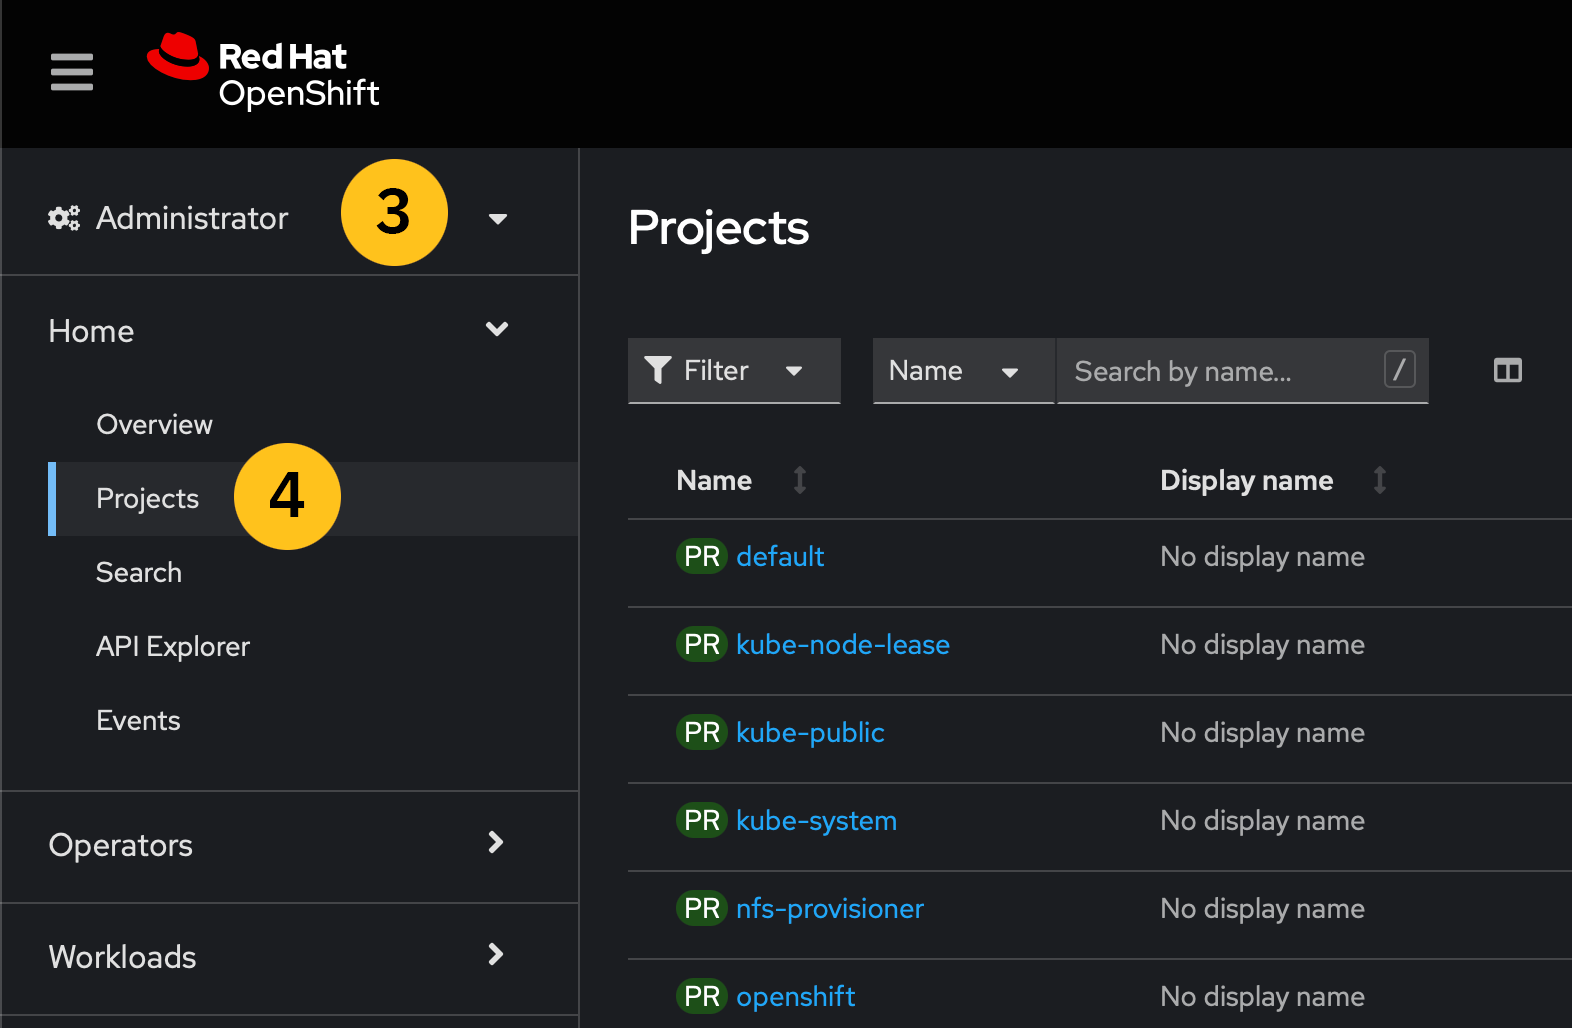 Red Hat
OpenShift
Administrator 3
Home
Overview
Projects 4
Search
API Explorer
Events
Operators
Workloads
Projects
Filter Name Search by name... /
Name Display name
PR default No display name
PR kube-node-lease No display name
PR kube-public No display name
PR kube-system No display name
PR nfs-provisioner No display name
PR openshift No display name